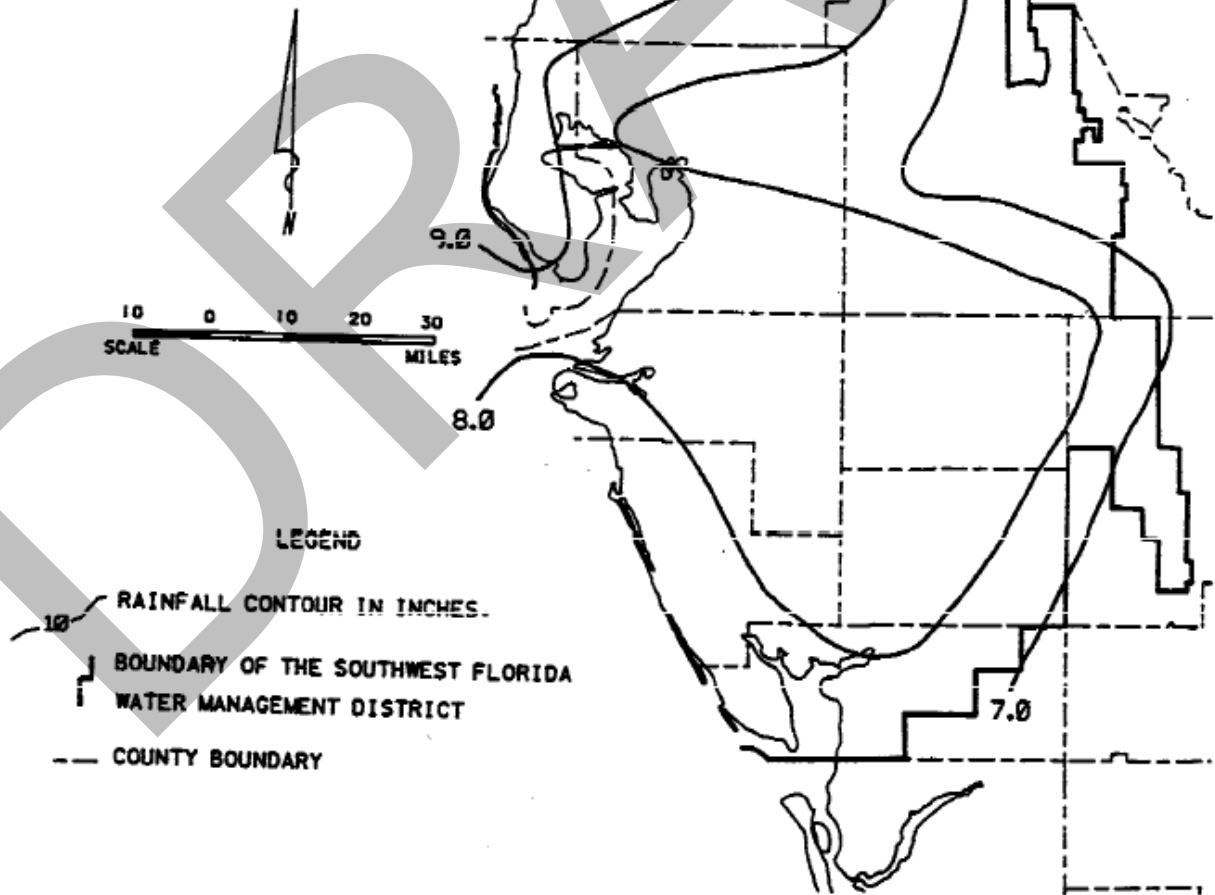 DRA
N
9.0
10 0 10 20 30
SCALE MILES
8.0
LEGEND
RAINFALL CONTOUR IN INCHES.
10
BOUNDARY OF THE SOUTHWEST FLORIDA
WATER MANAGEMENT DISTRICT
COUNTY BOUNDARY
7.0